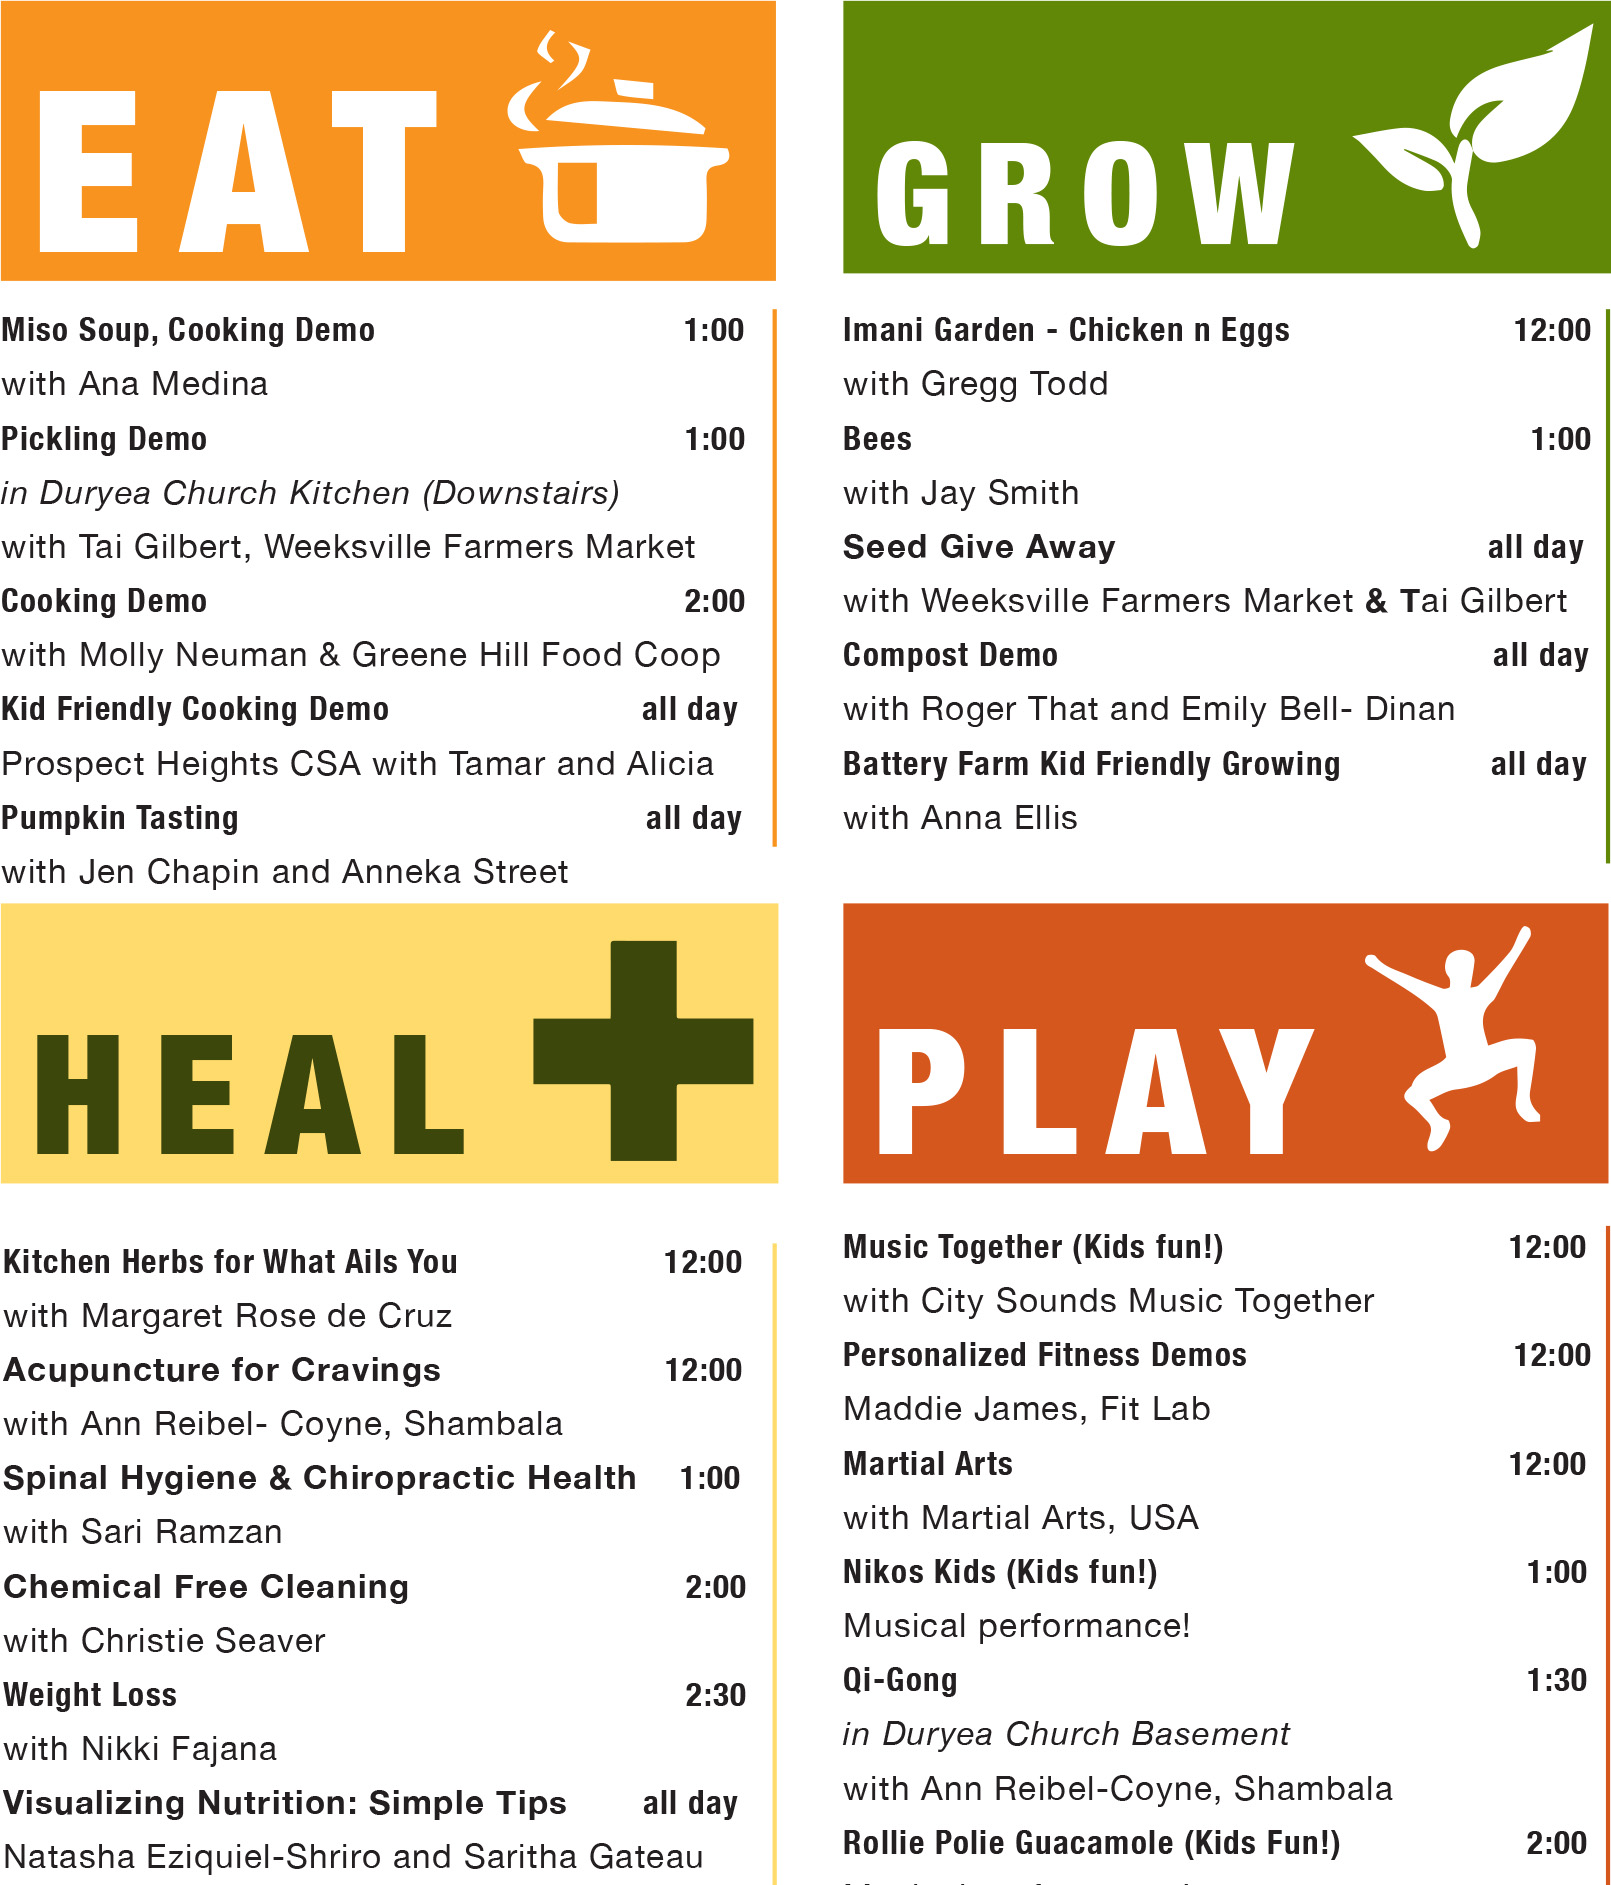 EAT
Miso Soup, Cooking Demo 1:00
with Ana Medina
Pickling Demo 1:00
in Duryea Church Kitchen (Downstairs)
with Tai Gilbert, Weeksville Farmers Market
Cooking Demo 2:00
with Molly Neuman & Greene Hill Food Coop
Kid Friendly Cooking Demo all day
Prospect Heights CSA with Tamar and Alicia
Pumpkin Tasting all day
with Jen Chapin and Anneka Street
GROW
Imani Garden - Chicken n Eggs 12:00
with Gregg Todd
Bees 1:00
with Jay Smith
Seed Give Away all day
with Weeksville Farmers Market & Tai Gilbert
Compost Demo all day
with Roger That and Emily Bell- Dinan
Battery Farm Kid Friendly Growing all day
with Anna Ellis
HEAL
Kitchen Herbs for What Ails You 12:00
with Margaret Rose de Cruz
Acupuncture for Cravings 12:00
with Ann Reibel- Coyne, Shambala
Spinal Hygiene & Chiropractic Health 1:00
with Sari Ramzan
Chemical Free Cleaning 2:00
with Christie Seaver
Weight Loss 2:30
with Nikki Fajana
Visualizing Nutrition: Simple Tips all day
Natasha Eziquiel-Shriro and Saritha Gateau
PLAY
Music Together (Kids fun!) 12:00
with City Sounds Music Together
Personalized Fitness Demos 12:00
Maddie James, Fit Lab
Martial Arts 12:00
with Martial Arts, USA
Nikos Kids (Kids fun!) 1:00
Musical performance!
Qi-Gong 1:30
in Duryea Church Basement
with Ann Reibel-Coyne, Shambala
Rollie Polie Guacamole (Kids Fun!) 2:00